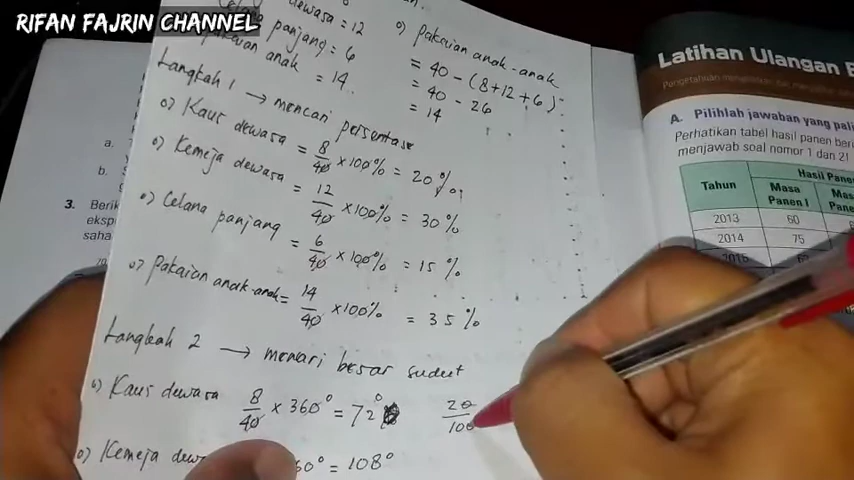 RIFAN FAJRIN CHANNEL
dewasa = 12
Celana panjang = 6
anak = 14
Langkah 1 → mencari persentase
o) Kaus dewasa = 8/40 × 100% = 20%
o) Kemeja dewasa = 12/40 × 100% = 30%
o) Celana panjang = 6/40 × 100% = 15%
o) Pakaian anak-anak = 14/40 × 100% = 35%
Langkah 2 → mencari besar sudut
o) Kaus dewasa 8/40 × 360° = 72°
20/100
o) Kemeja = 108°
o) Pakaian anak-anak
= 40 - (8+12+6)
= 40 - 26
= 14
a.
b.
3. Beri
eksp
saha
Latihan Ulangan
A. Pilihlah jawaban yang
Perhatikan tabel hasil panen
menjawab soal nomor 1 dan 2!
Hasil
Tahun
Masa Panen I
2013 60
2014 75